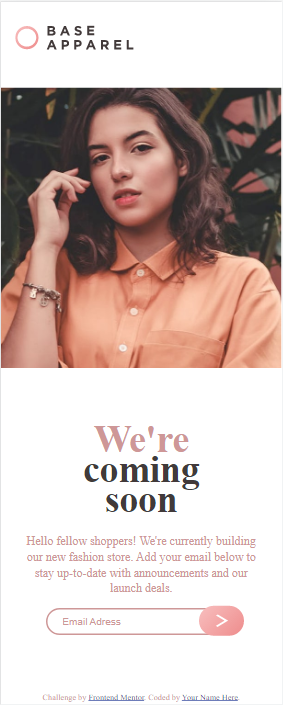 BASE
APPAREL
We're
coming
soon
Hello fellow shoppers! We're currently building
our new fashion store. Add your email below to
stay up-to-date with announcements and our
launch deals.
Email Adress
Challenge by Frontend Mentor. Coded by Your Name Here.